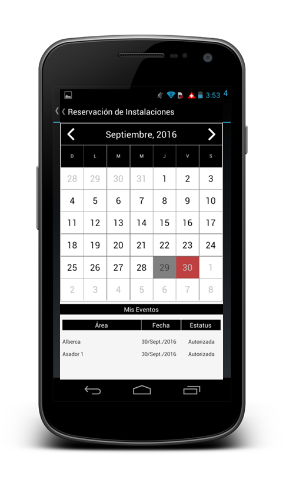 3:53 4
Reservación de Instalaciones
Septiembre, 2016
D L M M J V S
28 29 30 31 1 2 3
4 5 6 7 8 9 10
11 12 13 14 15 16 17
18 19 20 21 22 23 24
25 26 27 28 29 30 1
2 3 4 5 6 7 8
Mis Eventos
Área Fecha Estatus
Alberca 30/Sept./2016 Autorizada
Asador 1 30/Sept./2016 Autorizada